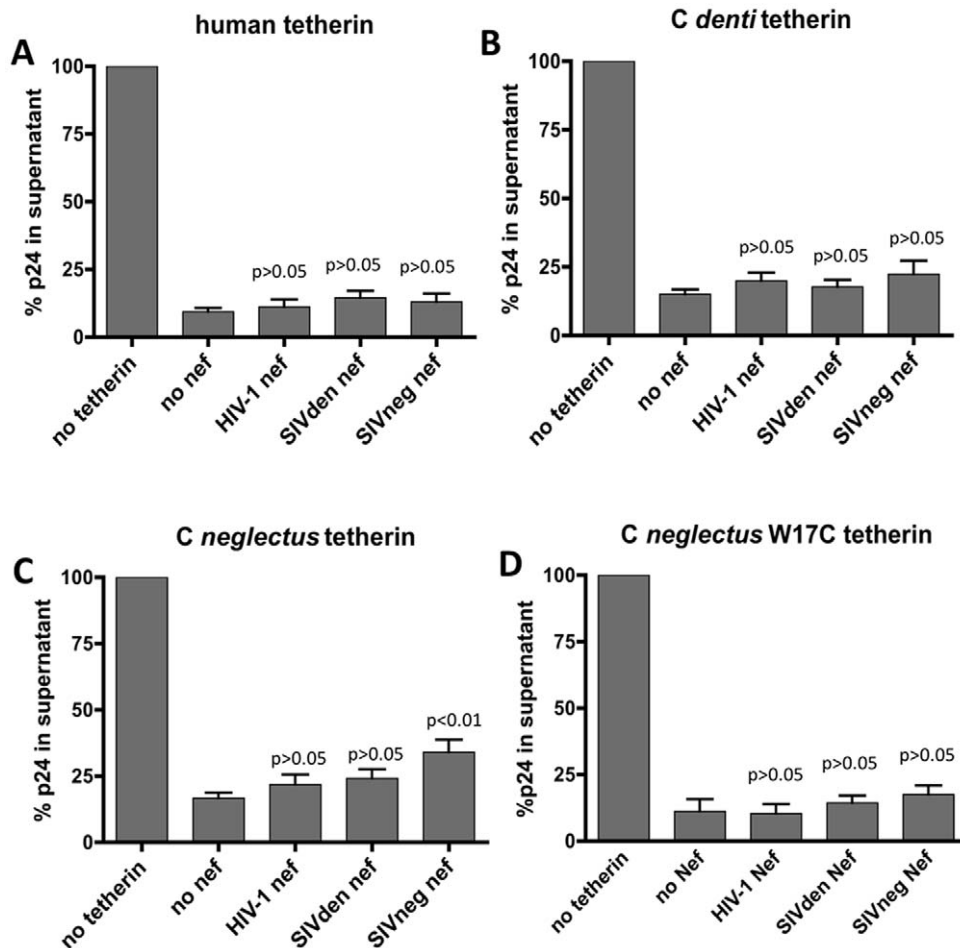 A
human tetherin
% p24 in supernatant
100
75
50
25
0
p>0.05
p>0.05
p>0.05
no tetherin
no nef
HIV-1 nef
SIVden nef
SIVneg nef
B
C denti tetherin
% p24 in supernatant
100
75
50
25
0
p>0.05
p>0.05
p>0.05
no tetherin
no nef
HIV-1 nef
SIVden nef
SIVneg nef
C
C neglectus tetherin
% p24 in supernatant
100
75
50
25
0
p>0.05
p>0.05
p<0.01
no tetherin
no nef
HIV-1 nef
SIVden nef
SIVneg nef
D
C neglectus W17C tetherin
%p24 in supernatant
100
75
50
25
0
p>0.05
p>0.05
p>0.05
no tetherin
no Nef
HIV-1 Nef
SIVden Nef
SIVneg Nef